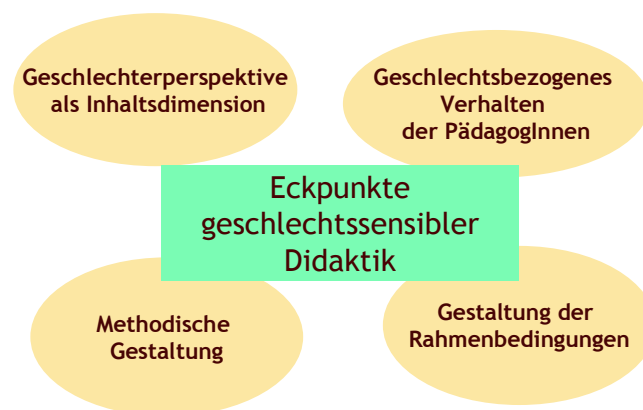 Geschlechterperspektive
als Inhaltsdimension
Geschlechtsbezogenes
Verhalten
der PädagogInnen
Eckpunkte
geschlechtssensibler
Didaktik
Methodische
Gestaltung
Gestaltung der
Rahmenbedingungen